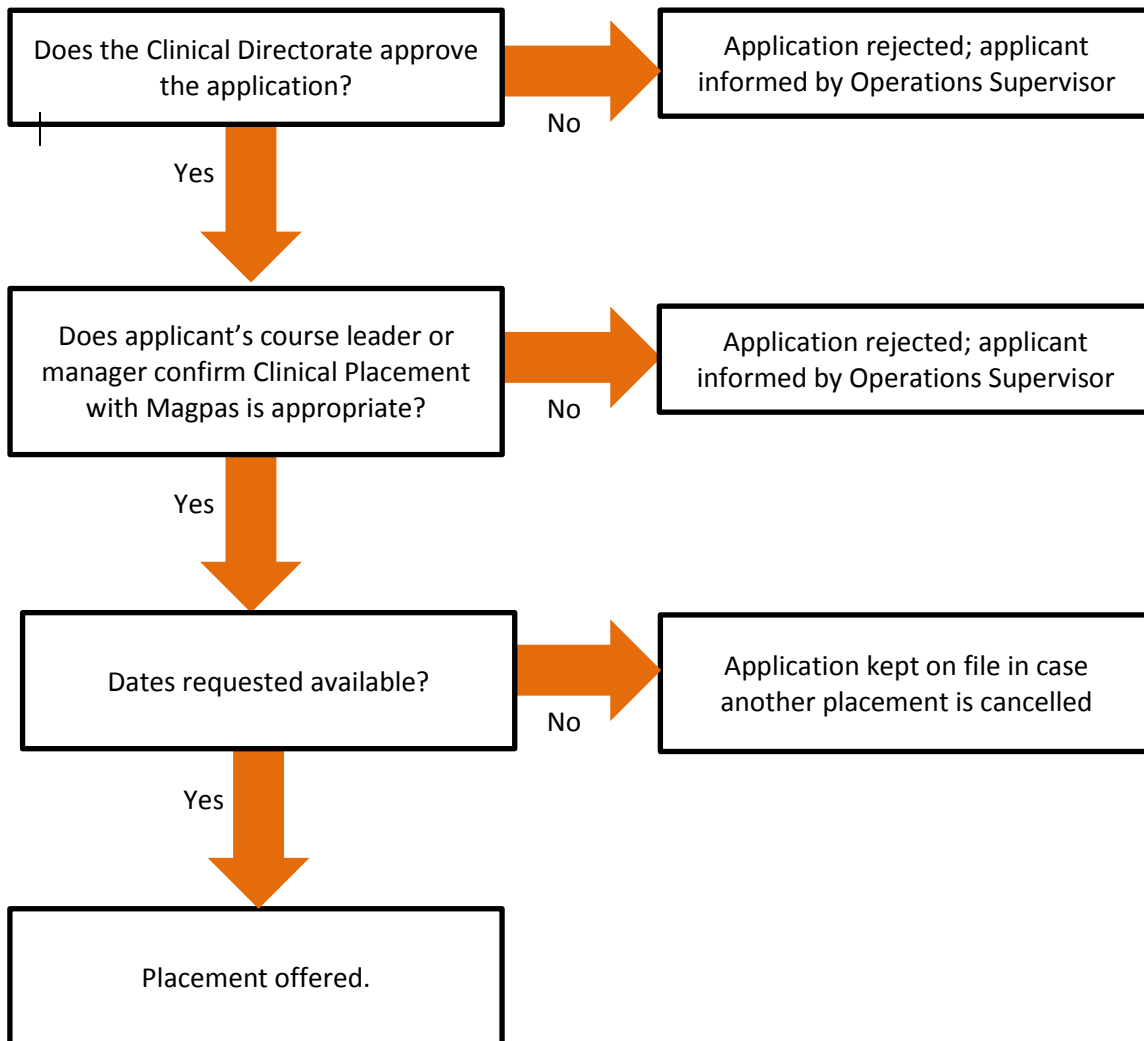 Does the Clinical Directorate approve
the application?
Application rejected; applicant
informed by Operations Supervisor
No
Yes
Does applicant’s course leader or
manager confirm Clinical Placement
with Magpas is appropriate?
Application rejected; applicant
informed by Operations Supervisor
No
Yes
Dates requested available?
Application kept on file in case
another placement is cancelled
No
Yes
Placement offered.